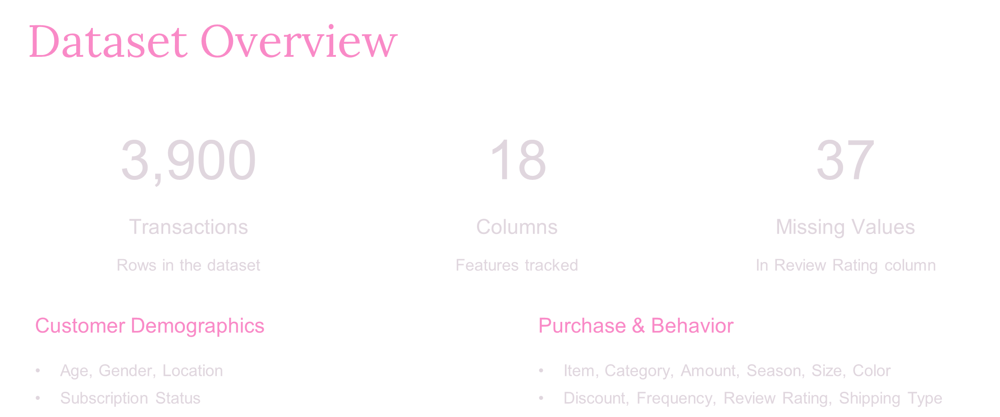 Dataset Overview
3,900
Transactions
Rows in the dataset
18
Columns
Features tracked
37
Missing Values
In Review Rating column
Customer Demographics
• Age, Gender, Location
• Subscription Status
Purchase & Behavior
• Item, Category, Amount, Season, Size, Color
• Discount, Frequency, Review Rating, Shipping Type